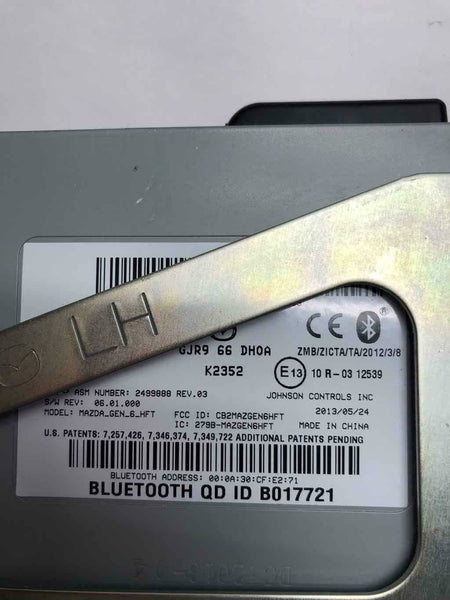 LH
GJR9 66 DH0A
K2352
ZMB/ZICTA/TA/2012/3/8
E13 10 R-03 12539
ASM NUMBER: 2499888 REV.03
JOHNSON CONTROLS INC
S/W REV: 06.01.000
2013/05/24
MODEL: MAZDA_GEN_6_HFT FCC ID: CB2MAZGEN6HFT
MADE IN CHINA
IC: 279B-MAZGEN6HFT
U.S. PATENTS: 7,257,426, 7,346,374, 7,349,722 ADDITIONAL PATENTS PENDING
BLUETOOTH ADDRESS: 00:0A:30:CF:E2:71
BLUETOOTH QD ID B017721